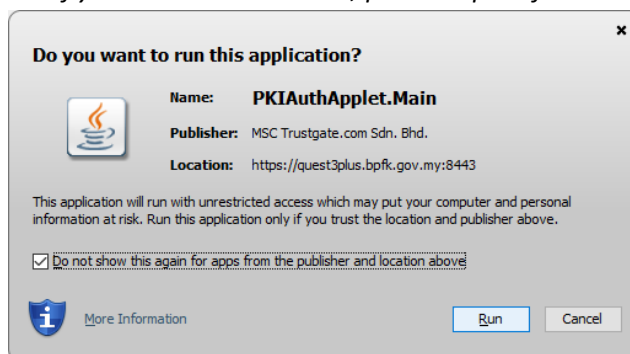 Do you want to run this application?
Name: PKIAuthApplet.Main
Publisher: MSC Trustgate.com Sdn. Bhd.
Location: https://quest3plus.bpfk.gov.my:8443
This application will run with unrestricted access which may put your computer and personal
information at risk. Run this application only if you trust the location and publisher above.
Do not show this again for apps from the publisher and location above
More Information
Run Cancel